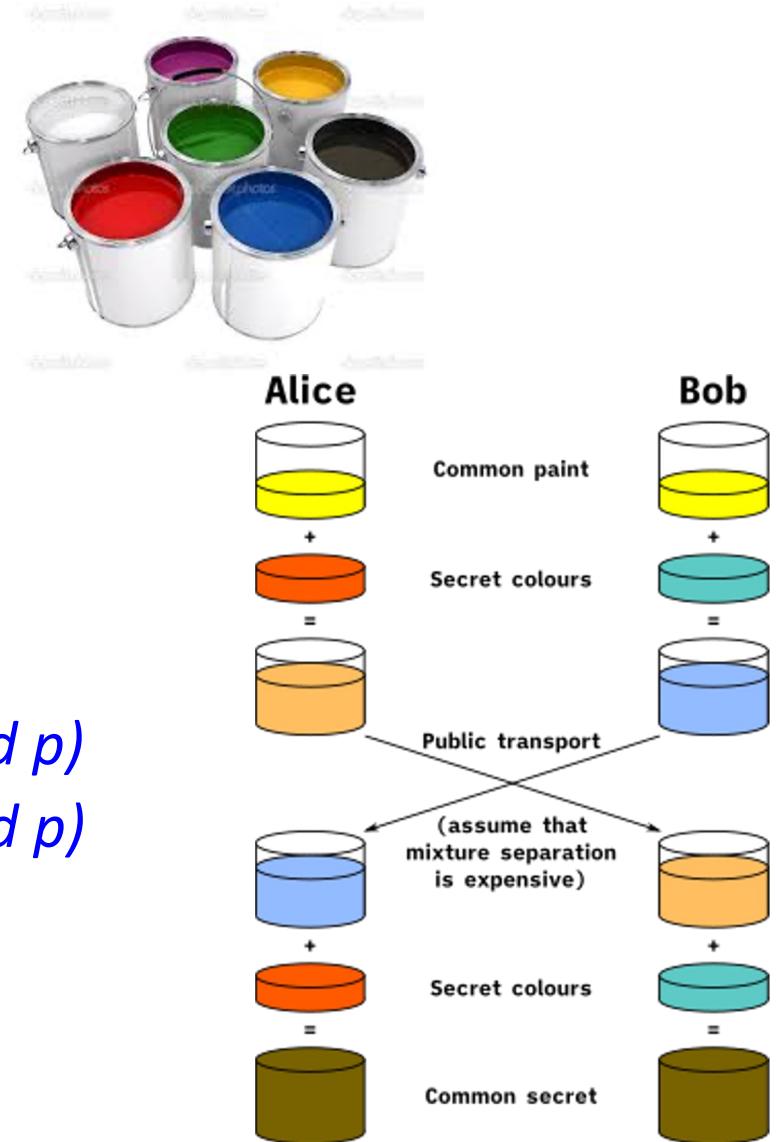 Alice Bob
Common paint
+ +
Secret colours
= =
d p)
Public transport
d p)
(assume that
mixture separation
is expensive)
+ +
Secret colours
= =
Common secret